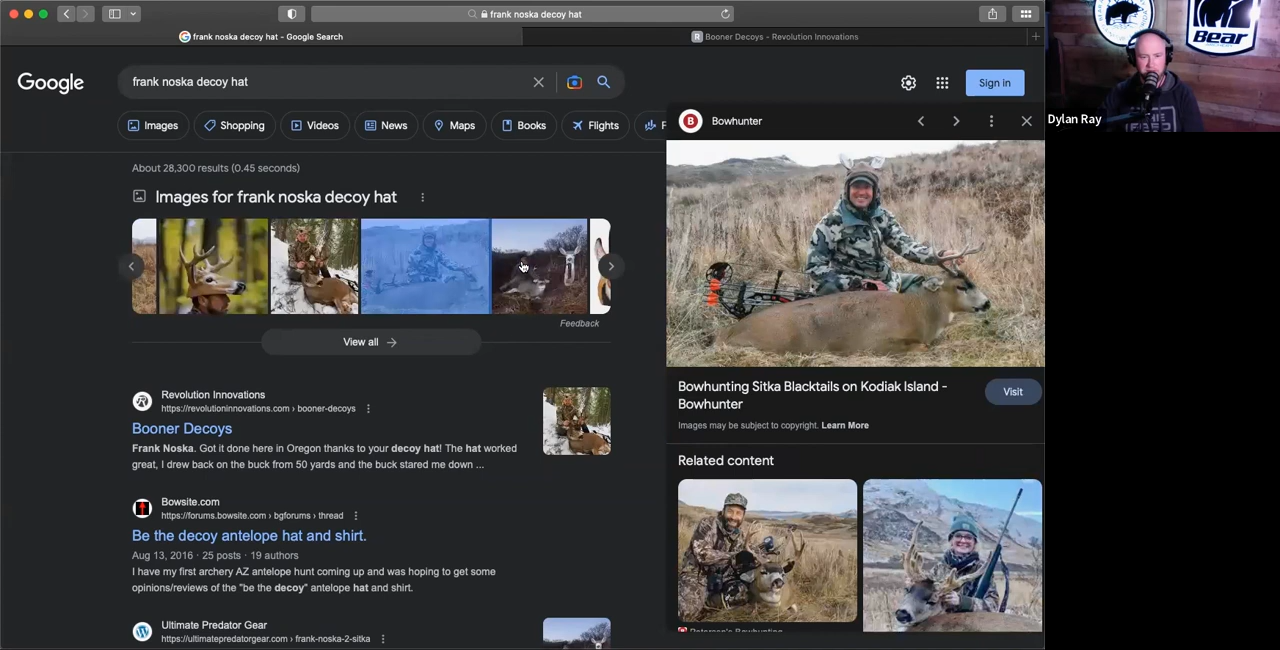 frank noska decoy hat
frank noska decoy hat - Google Search
Booner Decoys - Revolution Innovations
Google
frank noska decoy hat
Sign in
Images
Shopping
Videos
News
Maps
Books
Flights
F
About 28,300 results (0.45 seconds)
Images for frank noska decoy hat
Feedback
View all
Revolution Innovations
https://revolutioninnovations.com › booner-decoys
Booner Decoys
Frank Noska. Got it done here in Oregon thanks to your decoy hat! The hat worked
great, I drew back on the buck from 50 yards and the buck stared me down ...
Bowsite.com
https://forums.bowsite.com › bgforums › thread
Be the decoy antelope hat and shirt.
Aug 13, 2016 · 25 posts · 19 authors
I have my first archery AZ antelope hunt coming up and was hoping to get some
opinions/reviews of the "be the decoy" antelope hat and shirt.
Ultimate Predator Gear
https://ultimatepredatorgear.com › frank-noska-2-sitka
B
Bowhunter
Bowhunting Sitka Blacktails on Kodiak Island -
Bowhunter
Visit
Images may be subject to copyright. Learn More
Related content
Petersen's Bowhunting
Bear
Dylan Ray